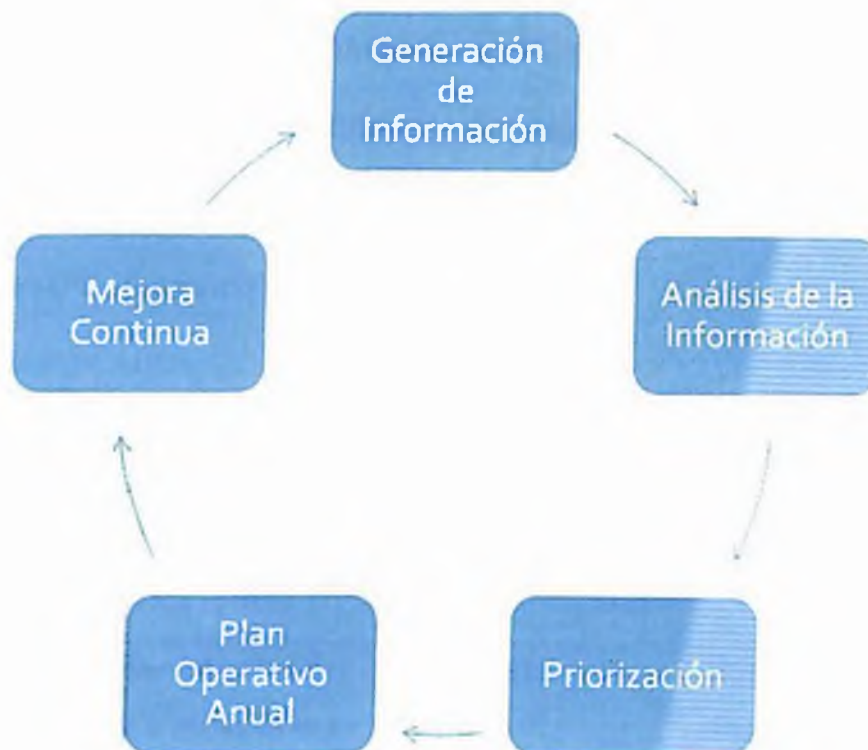 Generación
de
Información
Análisis de la
Información
Priorización
Plan
Operativo
Anual
Mejora
Continua